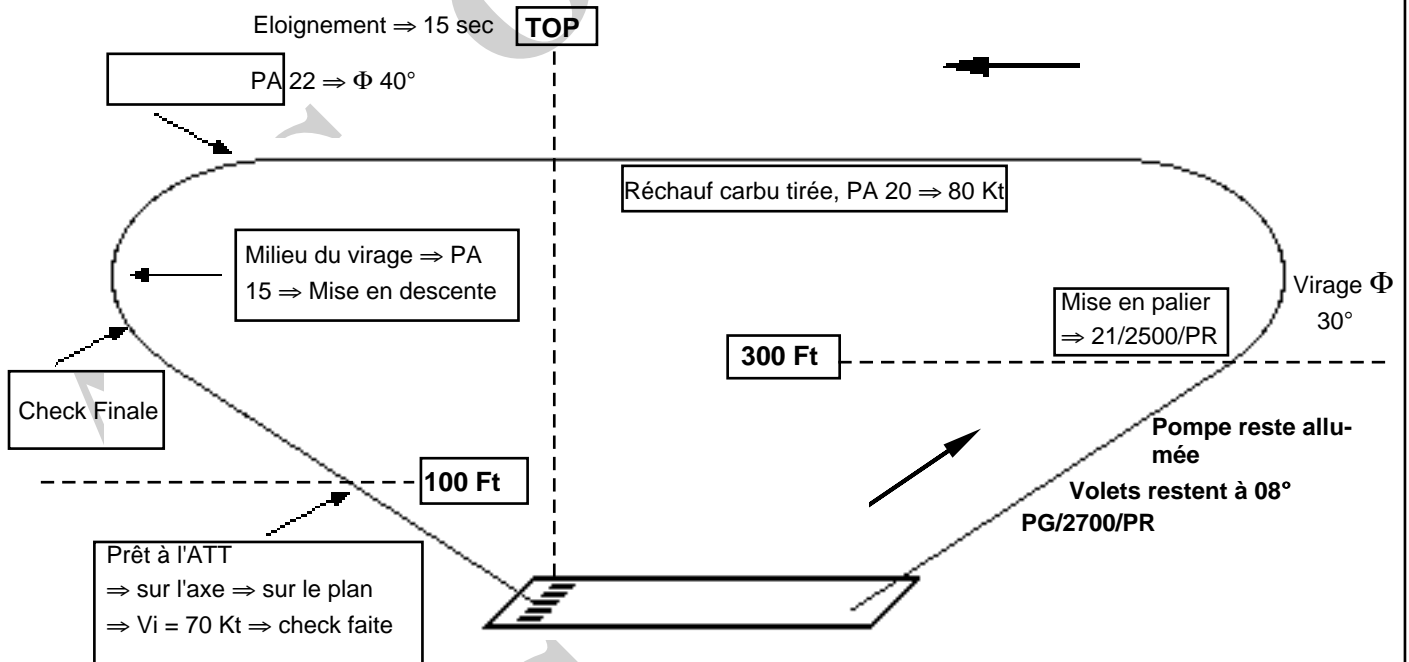 Eloignement ⇒ 15 sec
TOP
PA 22 ⇒ Φ 40°
Réchauf carbu tirée, PA 20 ⇒ 80 Kt
Milieu du virage ⇒ PA
15 ⇒ Mise en descente
Virage Φ
30°
Mise en palier
⇒ 21/2500/PR
300 Ft
Check Finale
Pompe reste allu-
mée
100 Ft
Volets restent à 08°
PG/2700/PR
Prêt à l'ATT
⇒ sur l'axe ⇒ sur le plan
⇒ Vi = 70 Kt ⇒ check faite